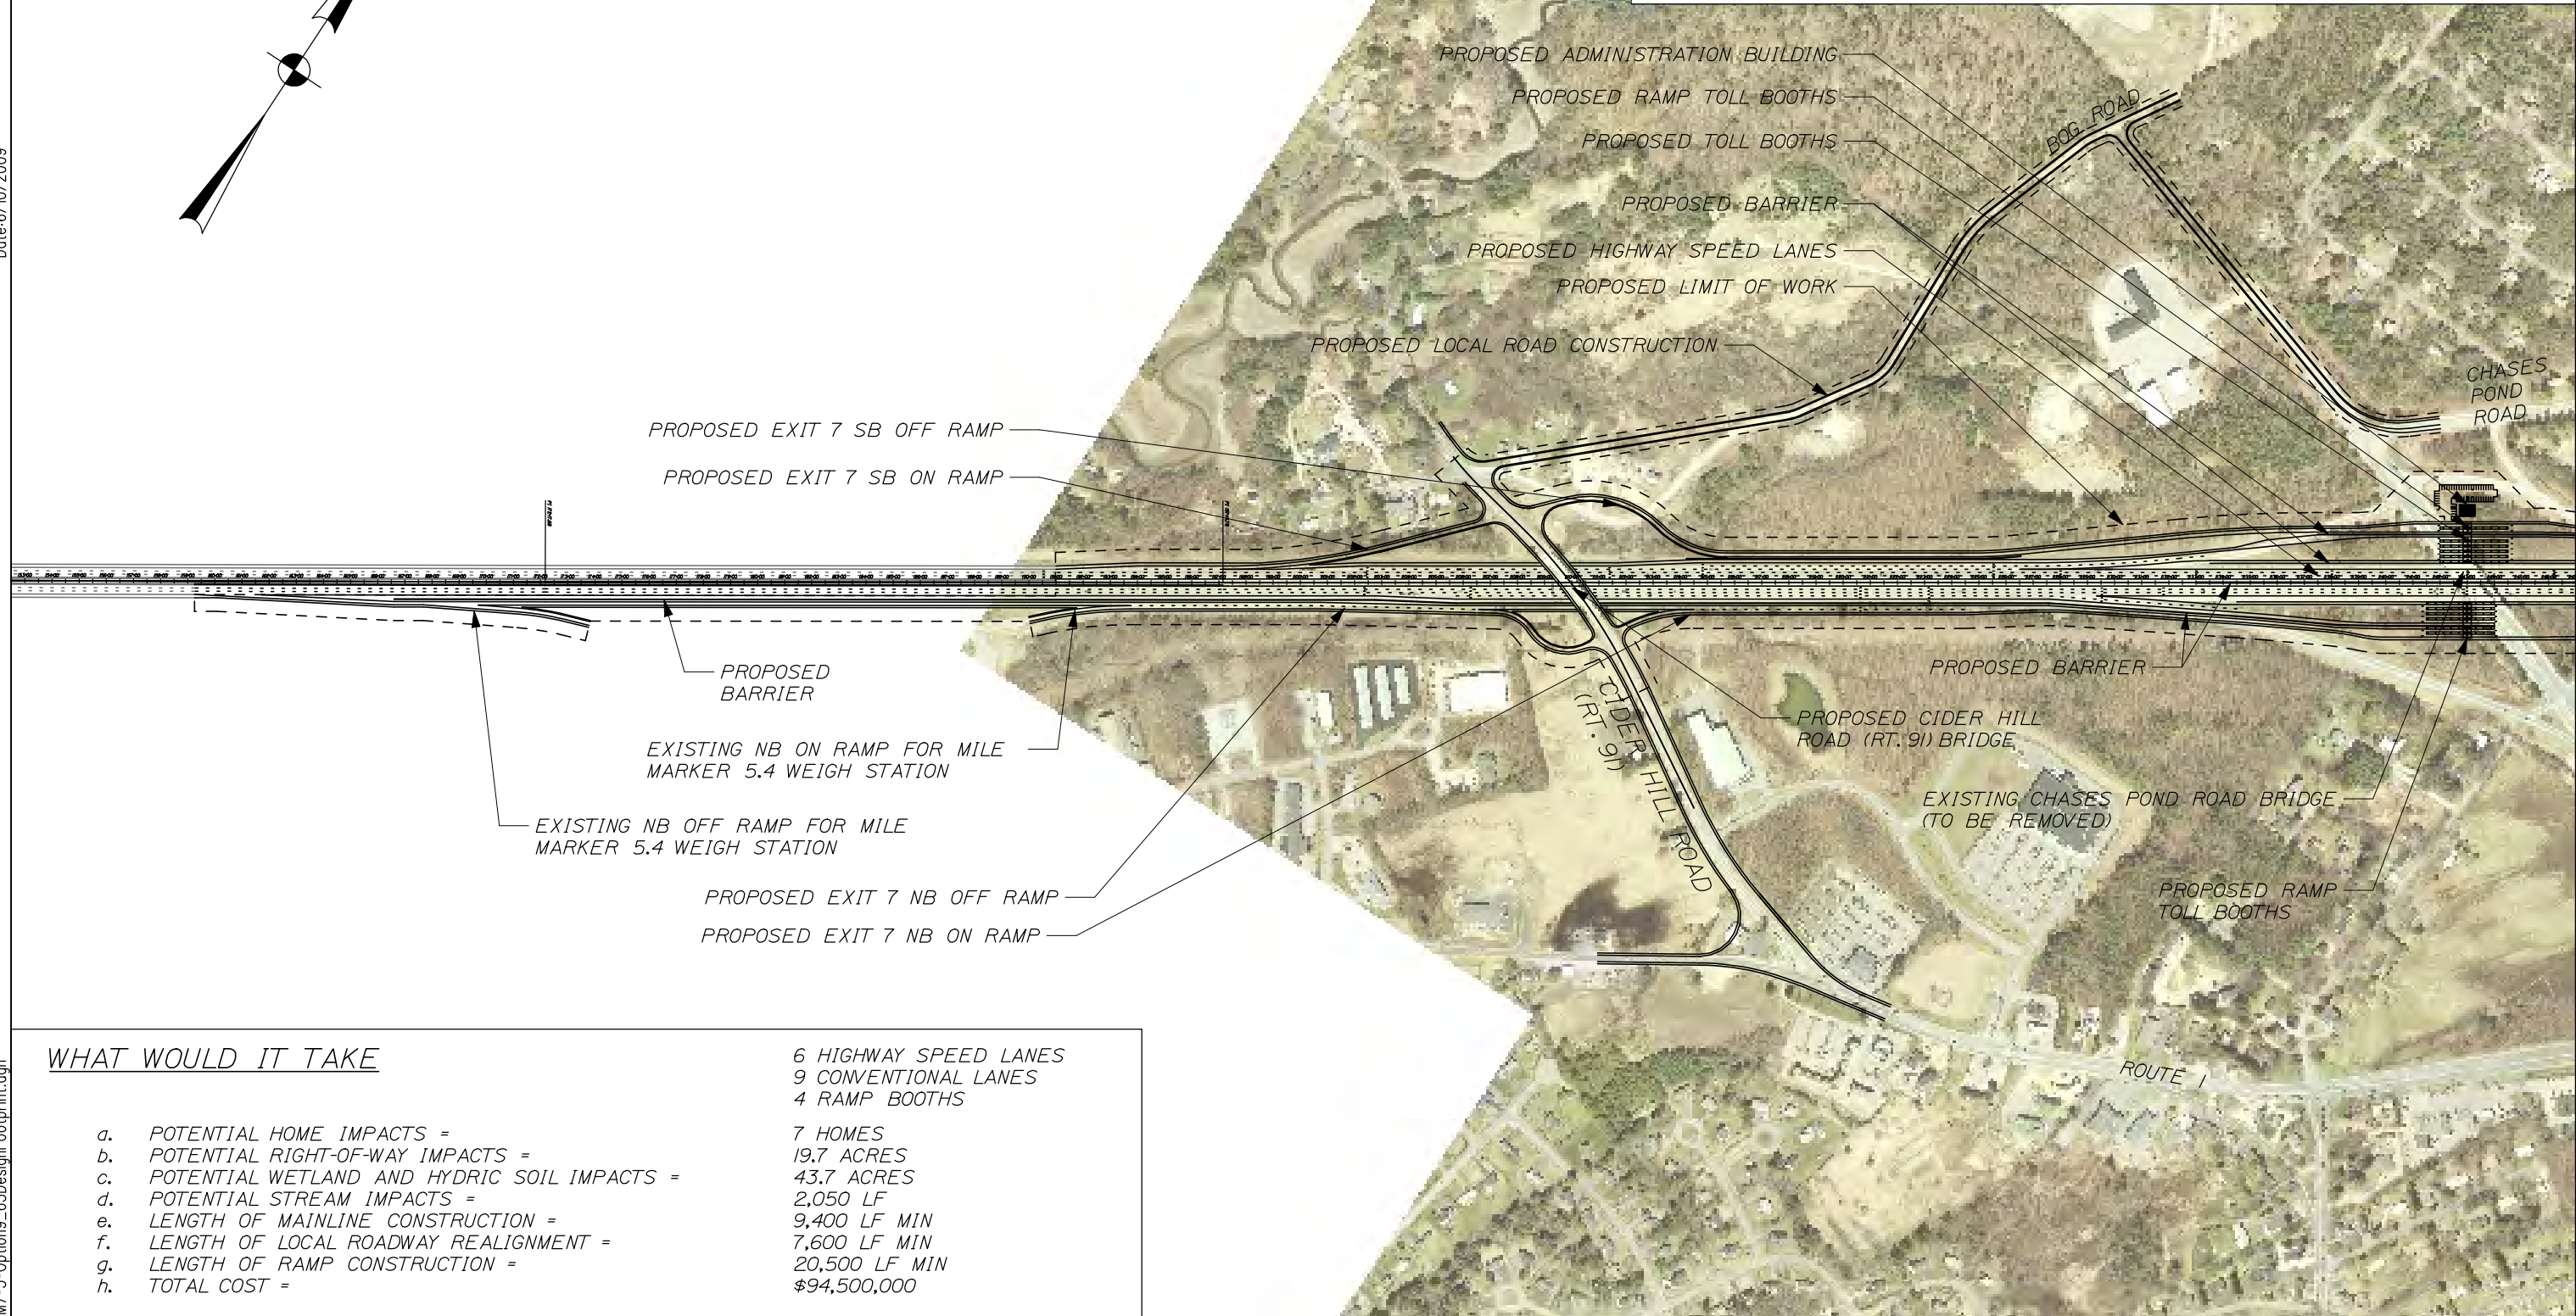 PROPOSED ADMINISTRATION BUILDING
PROPOSED RAMP TOLL BOOTHS
PROPOSED TOLL BOOTHS
PROPOSED BARRIER
PROPOSED HIGHWAY SPEED LANES
PROPOSED LIMIT OF WORK
PROPOSED LOCAL ROAD CONSTRUCTION
BOG ROAD
CHASES
POND
ROAD
PROPOSED EXIT 7 SB OFF RAMP
PROPOSED EXIT 7 SB ON RAMP
PROPOSED
BARRIER
EXISTING NB ON RAMP FOR MILE
MARKER 5.4 WEIGH STATION
EXISTING NB OFF RAMP FOR MILE
MARKER 5.4 WEIGH STATION
PROPOSED EXIT 7 NB OFF RAMP
PROPOSED EXIT 7 NB ON RAMP
CIDER HILL ROAD
(RT. 91)
PROPOSED BARRIER
PROPOSED CIDER HILL
ROAD (RT. 91) BRIDGE
EXISTING CHASES POND ROAD BRIDGE
(TO BE REMOVED)
PROPOSED RAMP
TOLL BOOTHS
ROUTE 1
WHAT WOULD IT TAKE
6 HIGHWAY SPEED LANES
9 CONVENTIONAL LANES
4 RAMP BOOTHS
a. POTENTIAL HOME IMPACTS = 7 HOMES
b. POTENTIAL RIGHT-OF-WAY IMPACTS = 19.7 ACRES
c. POTENTIAL WETLAND AND HYDRIC SOIL IMPACTS = 43.7 ACRES
d. POTENTIAL STREAM IMPACTS = 2,050 LF
e. LENGTH OF MAINLINE CONSTRUCTION = 9,400 LF MIN
f. LENGTH OF LOCAL ROADWAY REALIGNMENT = 7,600 LF MIN
g. LENGTH OF RAMP CONSTRUCTION = 20,500 LF MIN
h. TOTAL COST = $94,500,000